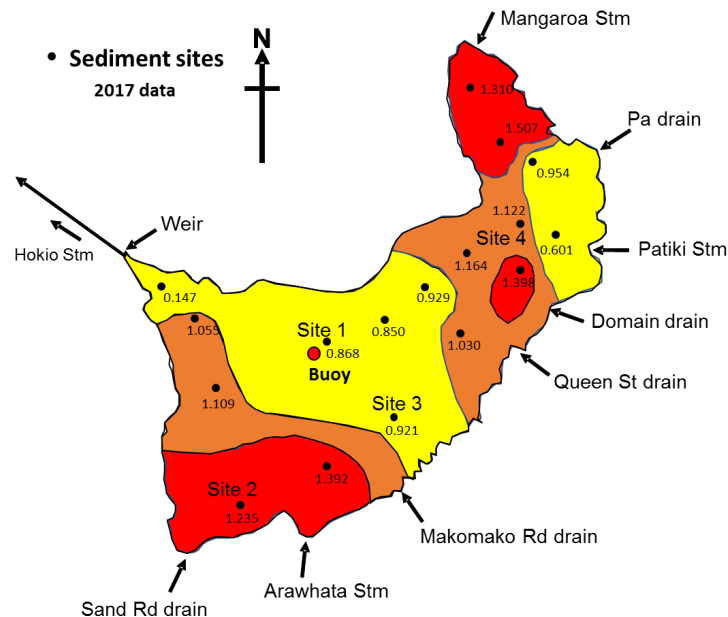 Mangaroa Stm
N
• Sediment sites
2017 data
1.310
1.507
Pa drain
0.954
1.122
Site 4
Weir
Hokio Stm
0.601
Patiki Stm
1.164
1.398
0.147
0.929
Domain drain
1.055
0.850
Site 1
1.030
0.868
Buoy
Queen St drain
1.109
Site 3
0.921
1.392
Site 2
1.235
Makomako Rd drain
Arawhata Stm
Sand Rd drain